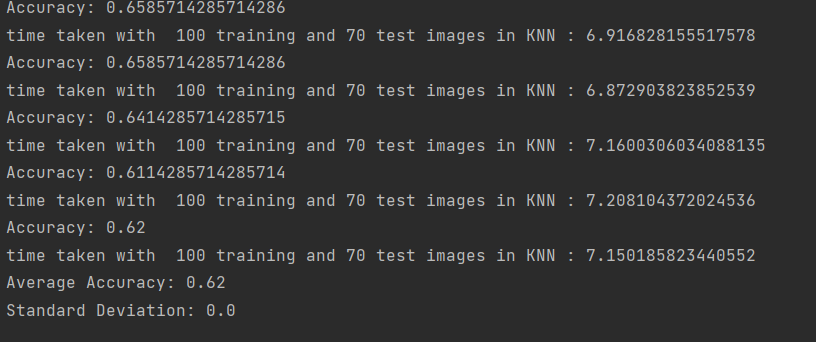 Accuracy: 0.6585714285714286
time taken with  100 training and 70 test images in KNN : 6.916828155517578
Accuracy: 0.6585714285714286
time taken with  100 training and 70 test images in KNN : 6.872903823852539
Accuracy: 0.6414285714285715
time taken with  100 training and 70 test images in KNN : 7.1600306034088135
Accuracy: 0.6114285714285714
time taken with  100 training and 70 test images in KNN : 7.208104372024536
Accuracy: 0.62
time taken with  100 training and 70 test images in KNN : 7.150185823440552
Average Accuracy: 0.62
Standard Deviation: 0.0